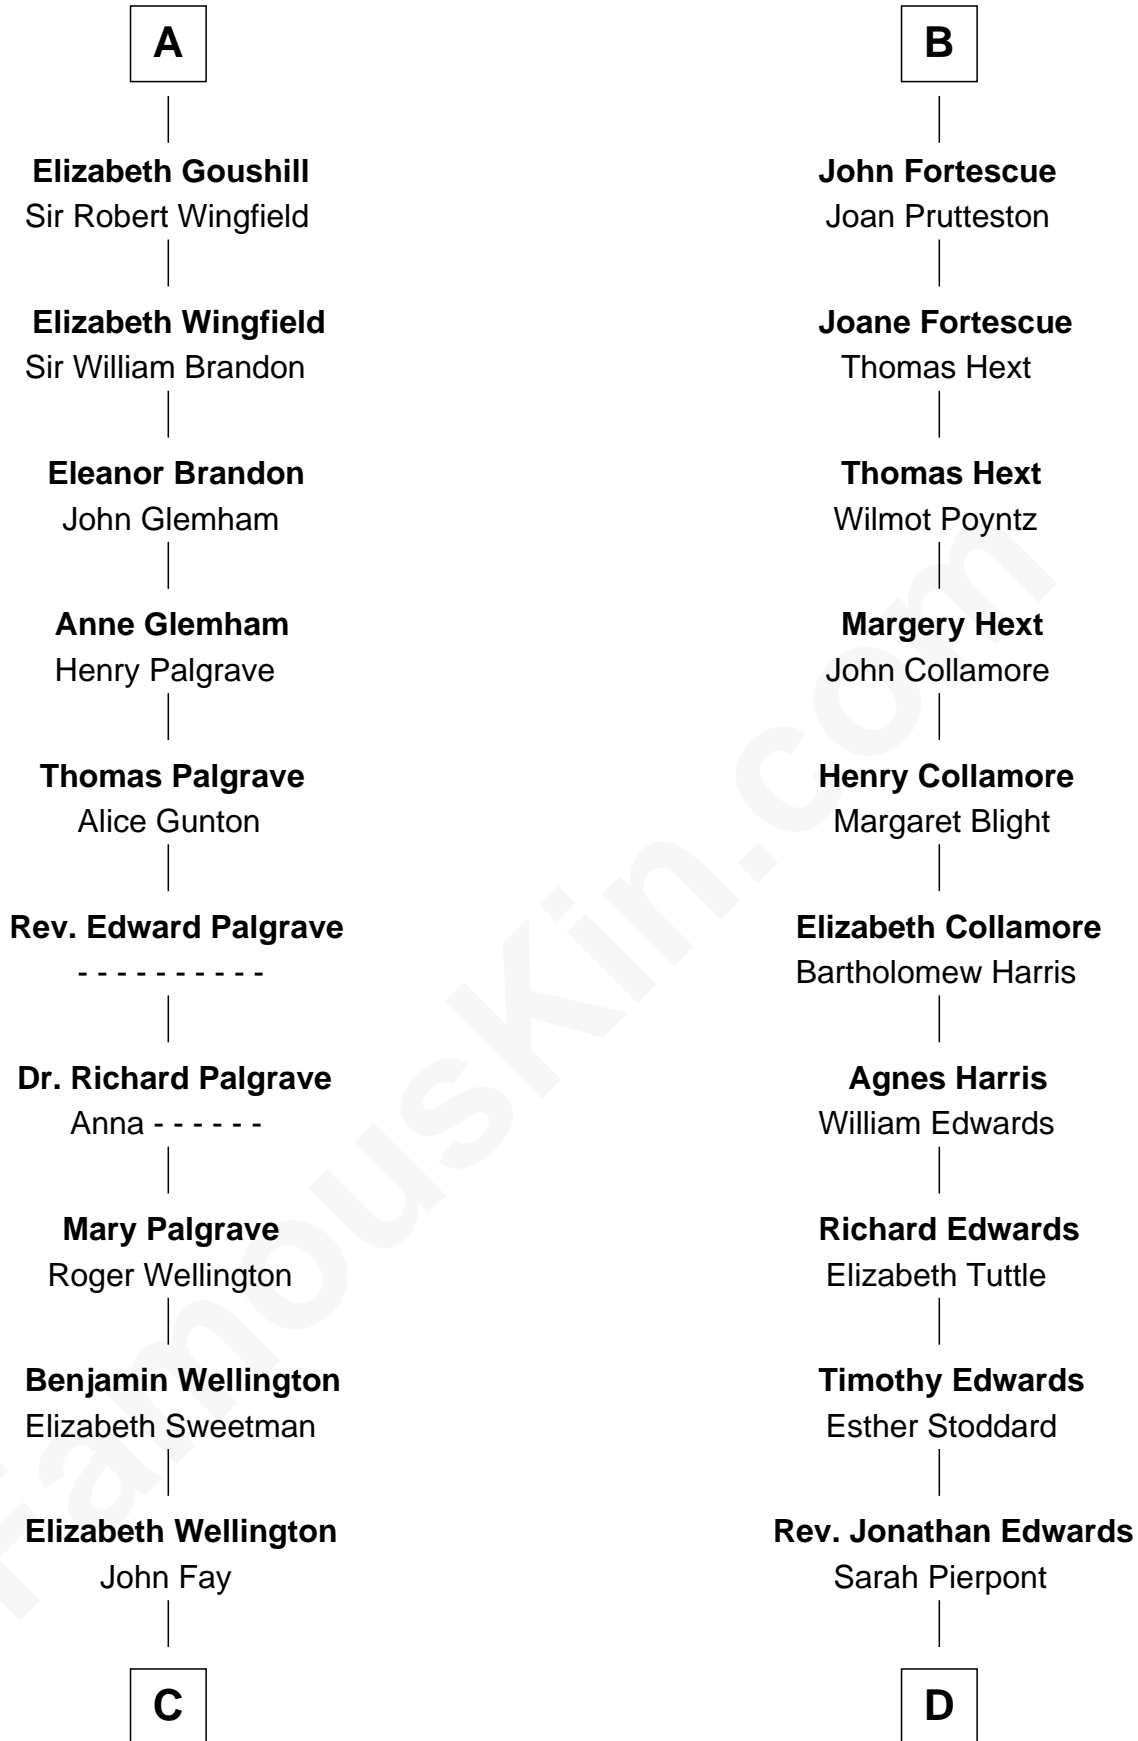 A
Elizabeth Goushill
Sir Robert Wingfield
Elizabeth Wingfield
Sir William Brandon
Eleanor Brandon
John Glemham
Anne Glemham
Henry Palgrave
Thomas Palgrave
Alice Gunton
Rev. Edward Palgrave
- - - - - - - - - -
Dr. Richard Palgrave
Anna - - - - - -
Mary Palgrave
Roger Wellington
Benjamin Wellington
Elizabeth Sweetman
Elizabeth Wellington
John Fay
C
B
John Fortescue
Joan Prutteston
Joane Fortescue
Thomas Hext
Thomas Hext
Wilmot Poyntz
Margery Hext
John Collamore
Henry Collamore
Margaret Blight
Elizabeth Collamore
Bartholomew Harris
Agnes Harris
William Edwards
Richard Edwards
Elizabeth Tuttle
Timothy Edwards
Esther Stoddard
Rev. Jonathan Edwards
Sarah Pierpont
D
FamousKin.com